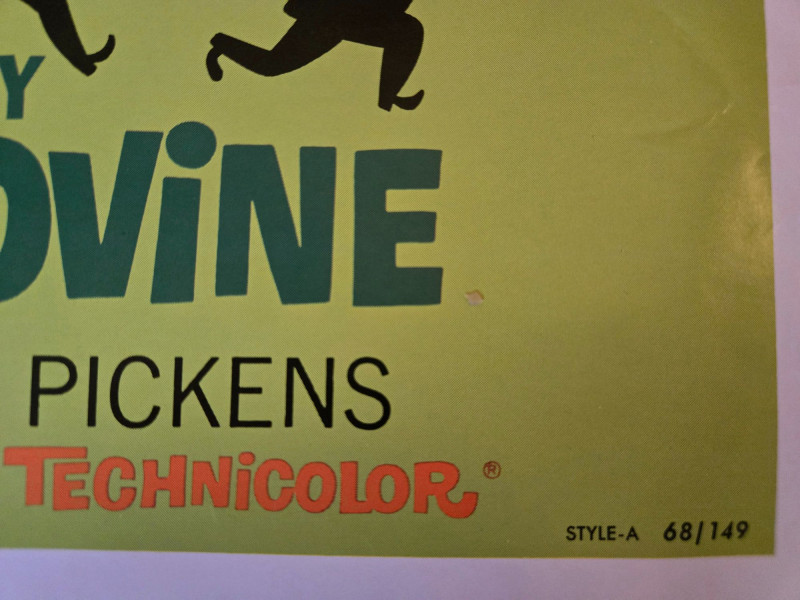 Y
OViNE
PICKENS
TECHNiCOLOR®
STYLE-A 68/149